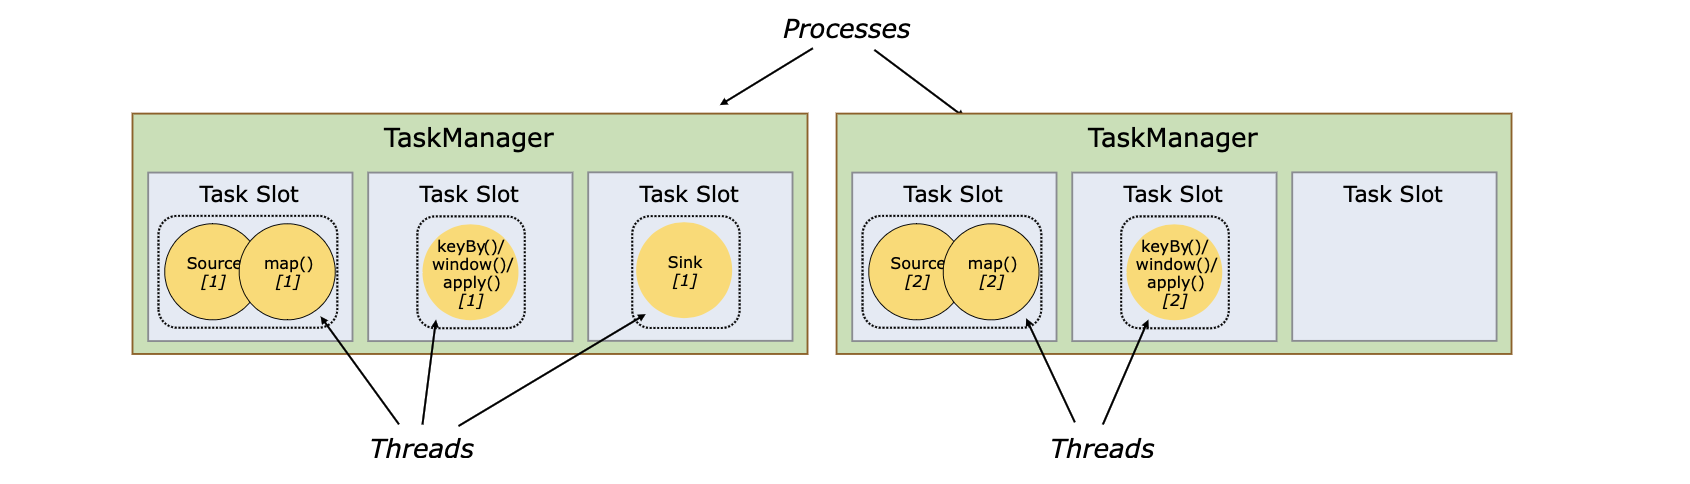 Processes
TaskManager
Task Slot
Source
[1]
map()
[1]
Task Slot
keyBy()/
window()/
apply()
[1]
Task Slot
Sink
[1]
TaskManager
Task Slot
Source
[2]
map()
[2]
Task Slot
keyBy()/
window()/
apply()
[2]
Task Slot
Threads
Threads